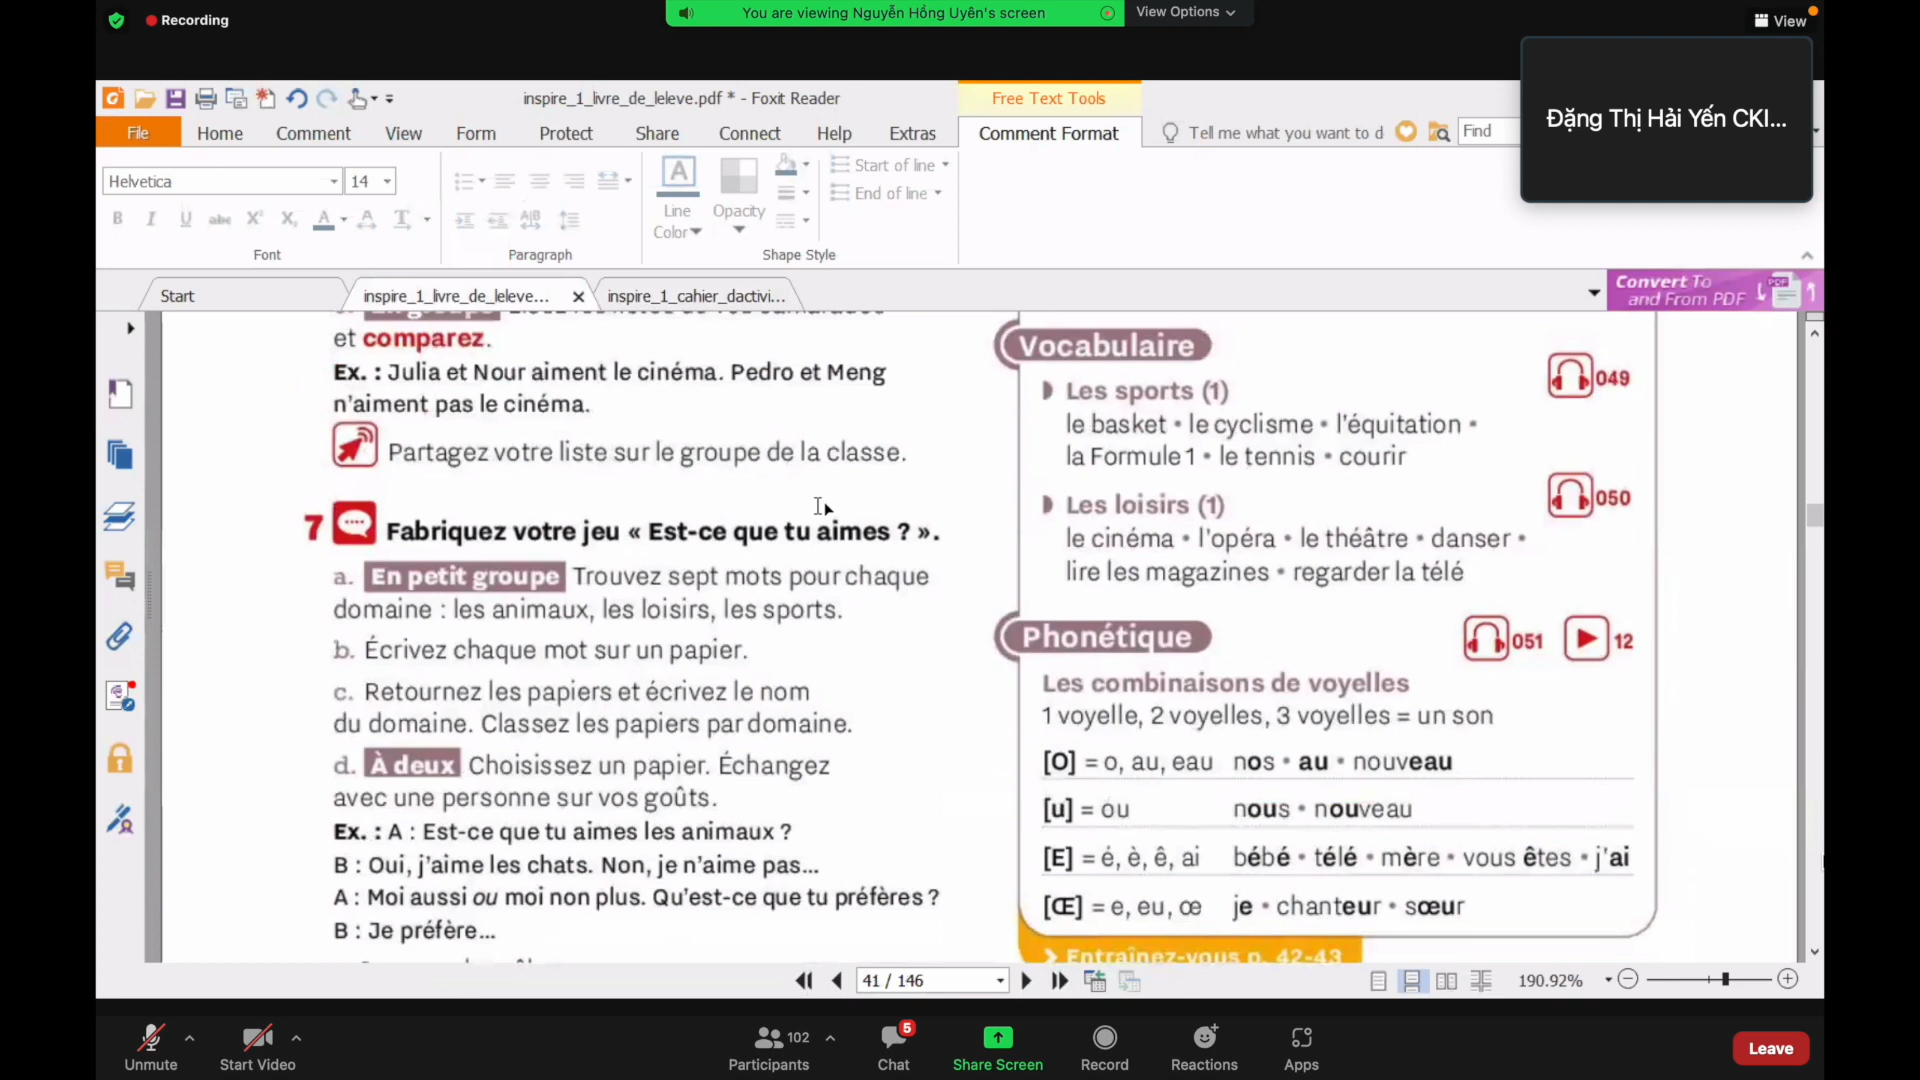 Recording
You are viewing Nguyễn Hồng Uyên's screen
View Options
View
Đặng Thị Hải Yến CKI...
inspire_1_livre_de_leleve.pdf * - Foxit Reader
Free Text Tools
File
Home
Comment
View
Form
Protect
Share
Connect
Help
Extras
Comment Format
Tell me what you want to d
Find
Helvetica
14
Start of line
End of line
Line
Color
Opacity
Font
Paragraph
Shape Style
Start
inspire_1_livre_de_leleve...
inspire_1_cahier_dactivi...
Convert To
and From PDF
PDF
et comparez.
Ex. : Julia et Nour aiment le cinéma. Pedro et Meng
n'aiment pas le cinéma.
Partagez votre liste sur le groupe de la classe.
7 Fabriquez votre jeu « Est-ce que tu aimes ? ».
a. En petit groupe Trouvez sept mots pour chaque
domaine : les animaux, les loisirs, les sports.
b. Écrivez chaque mot sur un papier.
c. Retournez les papiers et écrivez le nom
du domaine. Classez les papiers par domaine.
d. À deux Choisissez un papier. Échangez
avec une personne sur vos goûts.
Ex. : A : Est-ce que tu aimes les animaux ?
B : Oui, j'aime les chats. Non, je n'aime pas...
A : Moi aussi ou moi non plus. Qu'est-ce que tu préfères ?
B : Je préfère...
Vocabulaire
049
Les sports (1)
le basket • le cyclisme • l'équitation •
la Formule 1 • le tennis • courir
050
Les loisirs (1)
le cinéma • l'opéra • le théâtre • danser •
lire les magazines • regarder la télé
Phonétique
051
12
Les combinaisons de voyelles
1 voyelle, 2 voyelles, 3 voyelles = un son
[O] = o, au, eau nos • au • nouveau
[u] = ou nous • nouveau
[E] = é, è, ê, ai bébé • télé • mère • vous êtes • j'ai
[Œ] = e, eu, œ je • chanteur • sœur
Entraînez-vous p. 42-43
41 / 146
190.92%
Unmute
Start Video
102
Participants
5
Chat
Share Screen
Record
Reactions
Apps
Leave